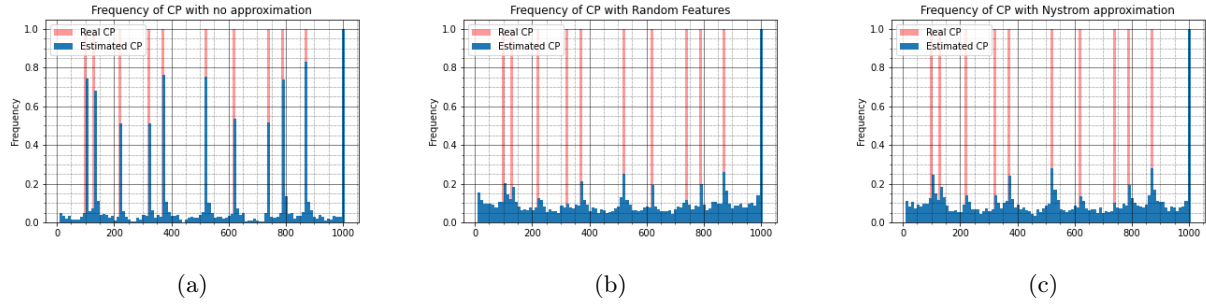 Frequency of CP with no approximation
Real CP
Estimated CP
Frequency
1.0
0.8
0.6
0.4
0.2
0.0
0 200 400 600 800 1000
(a)
Frequency of CP with Random Features
Real CP
Estimated CP
Frequency
1.0
0.8
0.6
0.4
0.2
0.0
0 200 400 600 800 1000
(b)
Frequency of CP with Nystrom approximation
Real CP
Estimated CP
Frequency
1.0
0.8
0.6
0.4
0.2
0.0
0 200 400 600 800 1000
(c)